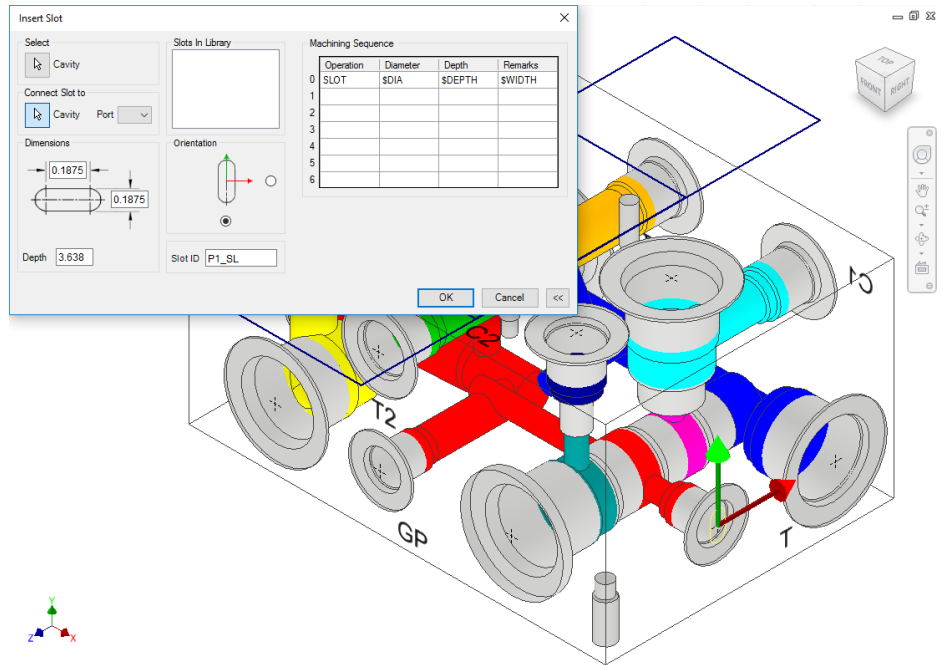 Insert Slot
Select
Cavity
Slots In Library
Machining Sequence
Operation Diameter Depth Remarks
0 SLOT $DIA $DEPTH $WIDTH
1
2
3
4
5
6
Connect Slot to
Cavity Port
Dimensions
0.1875
0.1875
Depth 3.638
Orientation
Slot ID P1_SL
OK Cancel <<
TOP
FRONT RIGHT
C1
C2
T2
GP
T
Y
Z X